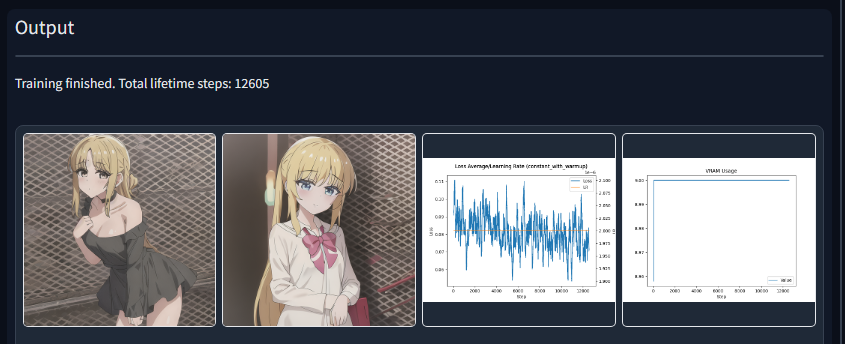 Output
Training finished. Total lifetime steps: 12605
Loss Average/Learning Rate (constant_with_warmup)
1e-6
Loss
LR
0.11
0.10
0.09
0.08
0.07
0.06
2.100
2.075
2.050
2.025
2.000
1.975
1.950
1.925
1.900
0 2000 4000 6000 8000 10000 12000
Step
VRAM Usage
9.00
8.99
8.98
8.97
8.96
0 2000 4000 6000 8000 10000 12000
Step